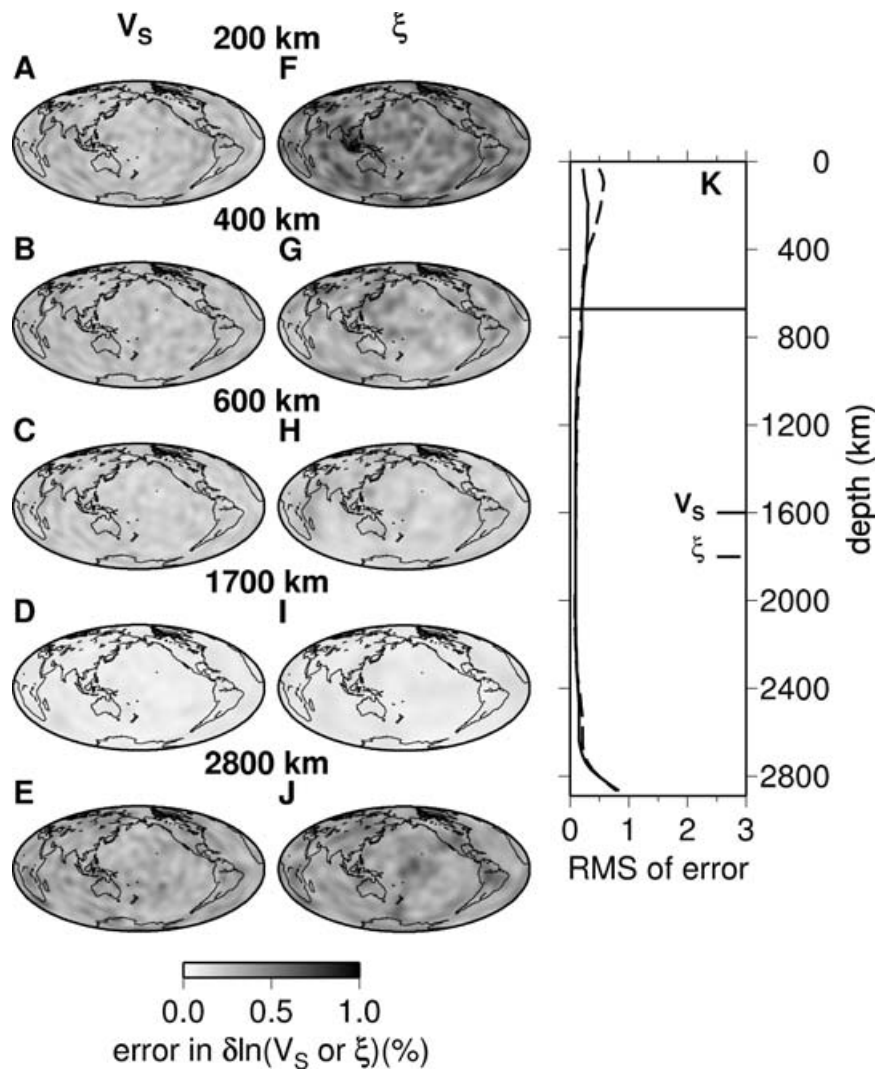 V_S ξ
200 km
A F
400 km
B G
600 km
C H
1700 km
D I
2800 km
E J
0.0 0.5 1.0
error in δln(V_S or ξ)(%)
K
0
400
800
1200
1600
2000
2400
2800
depth (km)
V_S
ξ
0 1 2 3
RMS of error